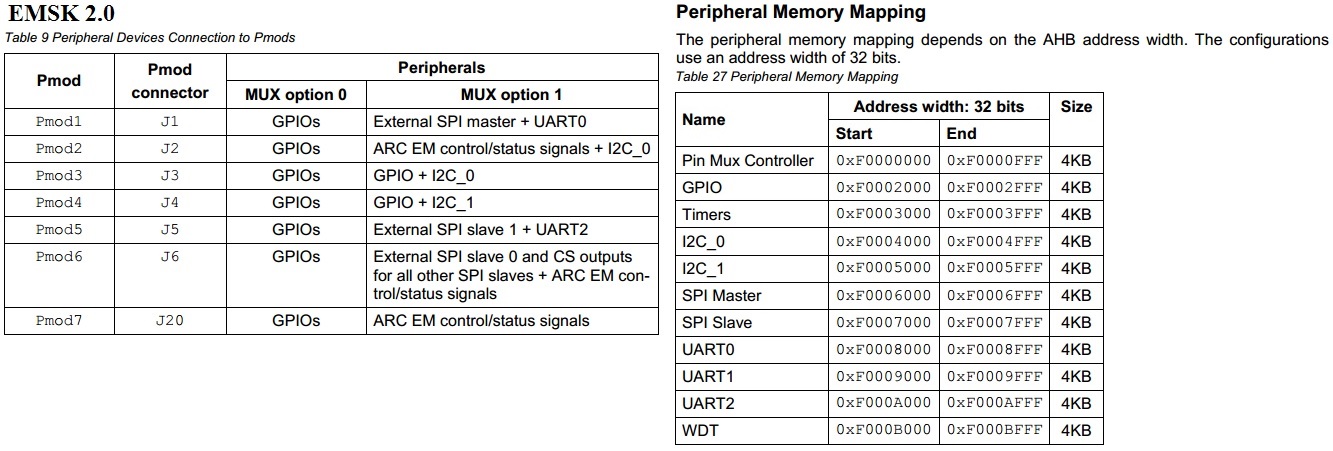 EMSK 2.0
Table 9 Peripheral Devices Connection to Pmods
Pmod Pmod connector Peripherals
MUX option 0 MUX option 1
Pmod1 J1 GPIOs External SPI master + UART0
Pmod2 J2 GPIOs ARC EM control/status signals + I2C_0
Pmod3 J3 GPIOs GPIO + I2C_0
Pmod4 J4 GPIOs GPIO + I2C_1
Pmod5 J5 GPIOs External SPI slave 1 + UART2
Pmod6 J6 GPIOs External SPI slave 0 and CS outputs
for all other SPI slaves + ARC EM con-
trol/status signals
Pmod7 J20 GPIOs ARC EM control/status signals
Peripheral Memory Mapping
The peripheral memory mapping depends on the AHB address width. The configurations
use an address width of 32 bits.
Table 27 Peripheral Memory Mapping
Name Address width: 32 bits Size
Start End
Pin Mux Controller 0xF0000000 0xF0000FFF 4KB
GPIO 0xF0002000 0xF0002FFF 4KB
Timers 0xF0003000 0xF0003FFF 4KB
I2C_0 0xF0004000 0xF0004FFF 4KB
I2C_1 0xF0005000 0xF0005FFF 4KB
SPI Master 0xF0006000 0xF0006FFF 4KB
SPI Slave 0xF0007000 0xF0007FFF 4KB
UART0 0xF0008000 0xF0008FFF 4KB
UART1 0xF0009000 0xF0009FFF 4KB
UART2 0xF000A000 0xF000AFFF 4KB
WDT 0xF000B000 0xF000BFFF 4KB